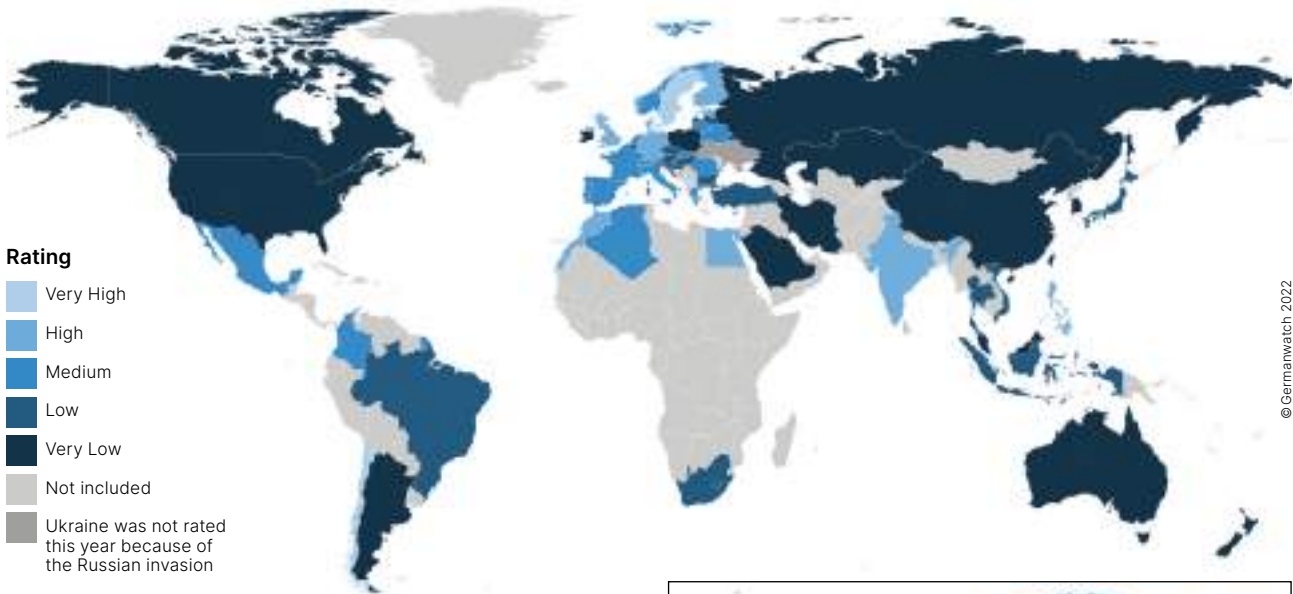 Rating
Very High
High
Medium
Low
Very Low
Not included
Ukraine was not rated
this year because of
the Russian invasion
©Germanwatch 2022